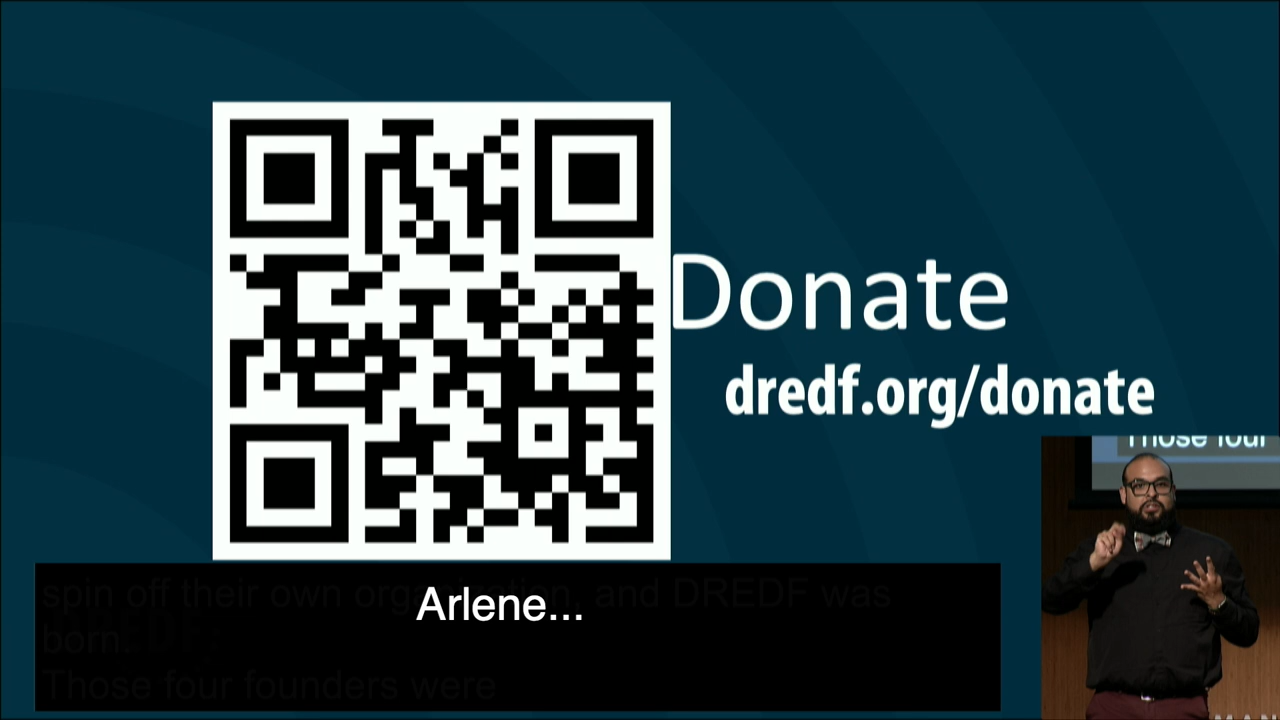 Donate
dredf.org/donate
Those four
Arlene...
spin off their own organization, and DREDF was
born.
Those four founders were